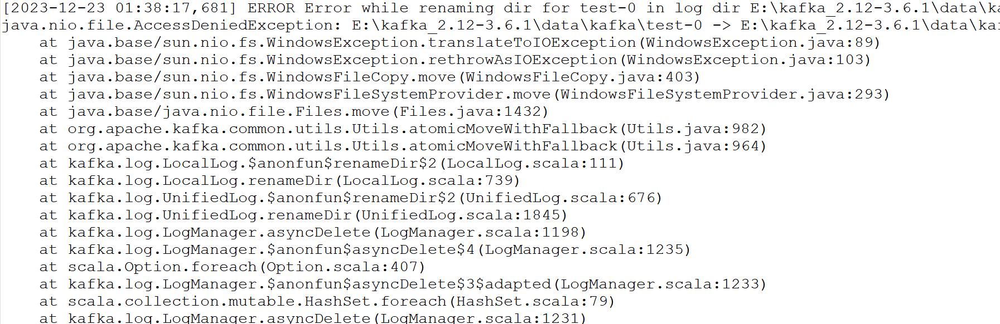 [2023-12-23 01:38:17,681] ERROR Error while renaming dir for test-0 in log dir E:\kafka_2.12-3.6.1\data\ka
java.nio.file.AccessDeniedException: E:\kafka_2.12-3.6.1\data\kafka\test-0 -> E:\kafka_2.12-3.6.1\data\kaf
at java.base/sun.nio.fs.WindowsException.translateToIOException(WindowsException.java:89)
at java.base/sun.nio.fs.WindowsException.rethrowAsIOException(WindowsException.java:103)
at java.base/sun.nio.fs.WindowsFileCopy.move(WindowsFileCopy.java:403)
at java.base/sun.nio.fs.WindowsFileSystemProvider.move(WindowsFileSystemProvider.java:293)
at java.base/java.nio.file.Files.move(Files.java:1432)
at org.apache.kafka.common.utils.Utils.atomicMoveWithFallback(Utils.java:982)
at org.apache.kafka.common.utils.Utils.atomicMoveWithFallback(Utils.java:964)
at kafka.log.LocalLog.$anonfun$renameDir$2(LocalLog.scala:111)
at kafka.log.LocalLog.renameDir(LocalLog.scala:739)
at kafka.log.UnifiedLog.$anonfun$renameDir$2(UnifiedLog.scala:676)
at kafka.log.UnifiedLog.renameDir(UnifiedLog.scala:1845)
at kafka.log.LogManager.asyncDelete(LogManager.scala:1198)
at kafka.log.LogManager.$anonfun$asyncDelete$4(LogManager.scala:1235)
at scala.Option.foreach(Option.scala:407)
at kafka.log.LogManager.$anonfun$asyncDelete$3$adapted(LogManager.scala:1233)
at scala.collection.mutable.HashSet.foreach(HashSet.scala:79)
at kafka.log.LogManager.asyncDelete(LogManager.scala:1231)